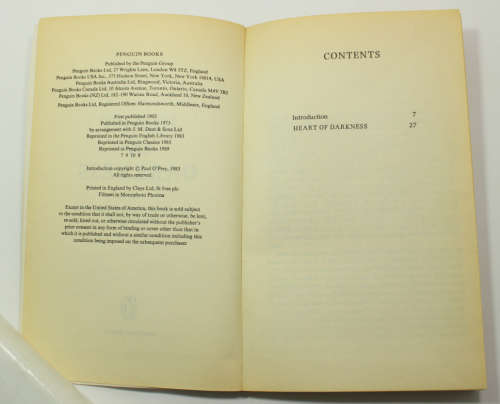 PENGUIN BOOKS
Published by the Penguin Group
Penguin Books Ltd, 27 Wrights Lane, London W8 5TZ, England
Penguin Books USA Inc., 375 Hudson Street, New York, New York 10014, USA
Penguin Books Australia Ltd, Ringwood, Victoria, Australia
Penguin Books Canada Ltd, 10 Alcorn Avenue, Toronto, Ontario, Canada M4V 3B2
Penguin Books (NZ) Ltd, 182–190 Wairau Road, Auckland 10, New Zealand
Penguin Books Ltd, Registered Offices: Harmondsworth, Middlesex, England
First published 1902
Published in Penguin Books 1973
by arrangement with J. M. Dent & Sons Ltd
Reprinted in the Penguin English Library 1983
Reprinted in Penguin Classics 1985
Reprinted in Penguin Books 1989
7 9 10 8
Introduction copyright © Paul O'Prey, 1983
All rights reserved
Printed in England by Clays Ltd, St Ives plc
Filmset in Monophoto Photina
Except in the United States of America, this book is sold subject
to the condition that it shall not, by way of trade or otherwise, be lent,
re-sold, hired out, or otherwise circulated without the publisher's
prior consent in any form of binding or cover other than that in
which it is published and without a similar condition including this
condition being imposed on the subsequent purchaser
CONTENTS
Introduction 7
HEART OF DARKNESS 27